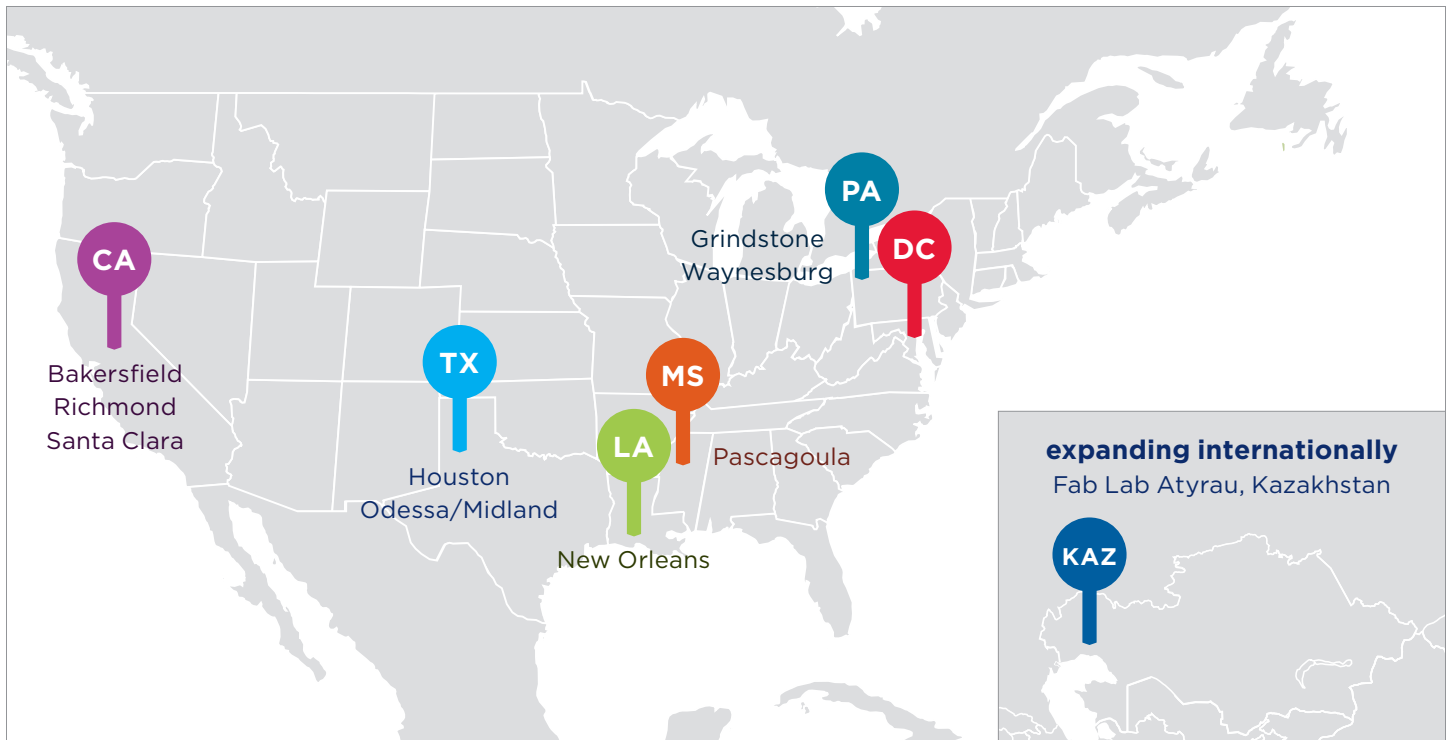 PA
Grindstone
Waynesburg
DC
CA
Bakersfield
Richmond
Santa Clara
TX
Houston
Odessa/Midland
MS
Pascagoula
LA
New Orleans
expanding internationally
Fab Lab Atyrau, Kazakhstan
KAZ